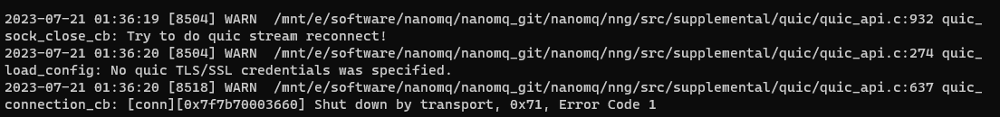 2023-07-21 01:36:19 [8504] WARN  /mnt/e/software/nanomq/nanomq_git/nanomq/nng/src/supplemental/quic/quic_api.c:932 quic_
sock_close_cb: Try to do quic stream reconnect!
2023-07-21 01:36:20 [8504] WARN  /mnt/e/software/nanomq/nanomq_git/nanomq/nng/src/supplemental/quic/quic_api.c:274 quic_
load_config: No quic TLS/SSL credentials was specified.
2023-07-21 01:36:20 [8518] WARN  /mnt/e/software/nanomq/nanomq_git/nanomq/nng/src/supplemental/quic/quic_api.c:637 quic_
connection_cb: [conn][0x7f7b70003660] Shut down by transport, 0x71, Error Code 1